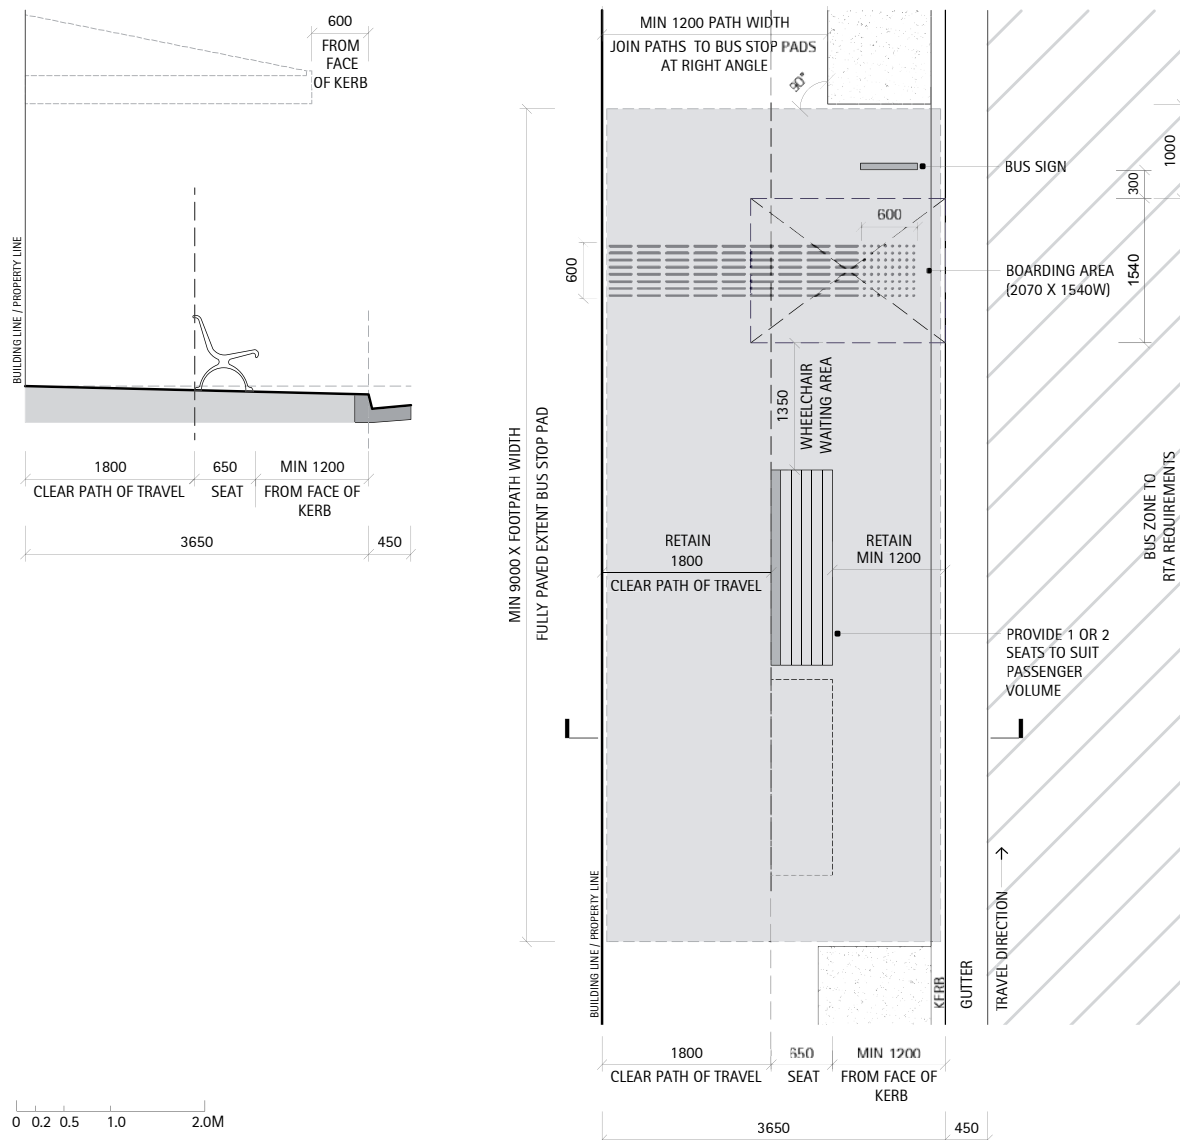 600
FROM
FACE
OF KERB
BUILDING LINE / PROPERTY LINE
1800
CLEAR PATH OF TRAVEL
650
SEAT
MIN 1200
FROM FACE OF
KERB
3650
450
0 0.2 0.5 1.0 2.0M
MIN 1200 PATH WIDTH
JOIN PATHS TO BUS STOP PADS
AT RIGHT ANGLE
90°
BUS SIGN
1000
300
600
600
BOARDING AREA
(2070 X 1540W)
1540
1350
WHEELCHAIR
WAITING AREA
MIN 9000 X FOOTPATH WIDTH
FULLY PAVED EXTENT BUS STOP PAD
RETAIN
1800
CLEAR PATH OF TRAVEL
RETAIN
MIN 1200
BUS ZONE TO
RTA REQUIREMENTS
PROVIDE 1 OR 2
SEATS TO SUIT
PASSENGER
VOLUME
BUILDING LINE / PROPERTY LINE
KERB
GUTTER
TRAVEL DIRECTION
1800
CLEAR PATH OF TRAVEL
650
SEAT
MIN 1200
FROM FACE OF
KERB
3650
450